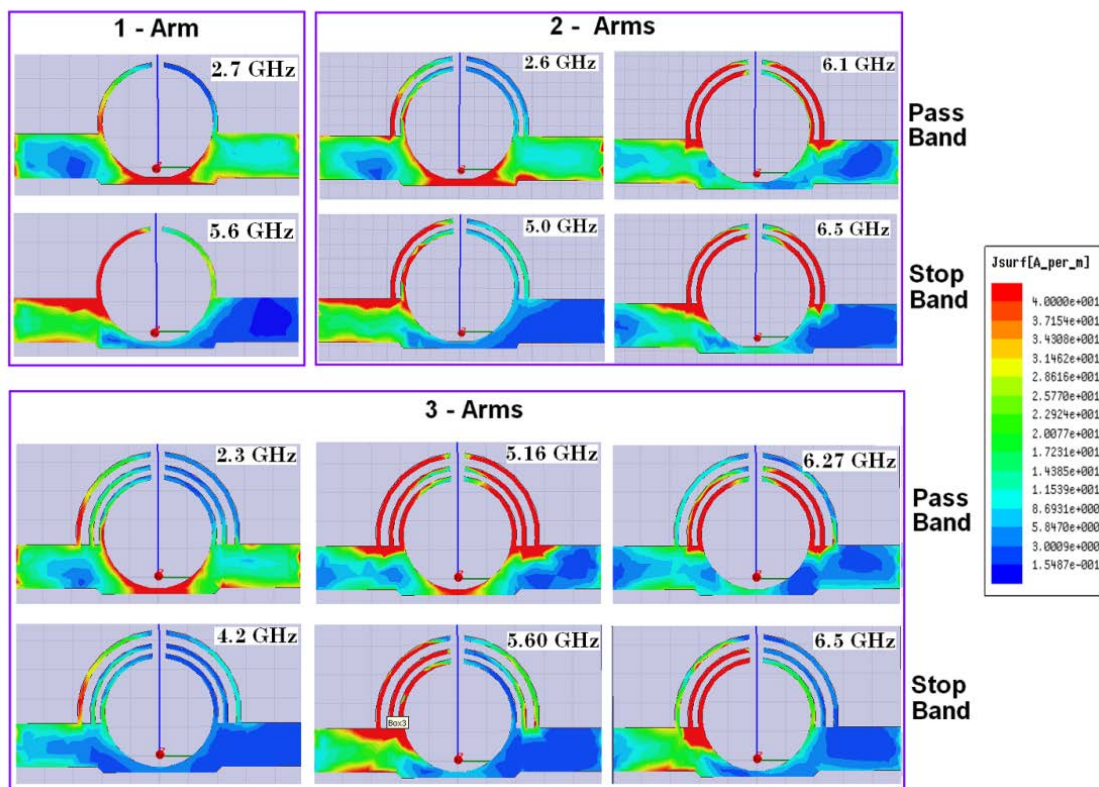 1 - Arm
2 - Arms
2.7 GHz
2.6 GHz
6.1 GHz
Pass
Band
5.6 GHz
5.0 GHz
6.5 GHz
Stop
Band
Jsurf[A_per_m]
4.0000e+001
3.7154e+001
3.4308e+001
3.1462e+001
2.8616e+001
2.5770e+001
2.2924e+001
2.0077e+001
1.7231e+001
1.4385e+001
1.1539e+001
8.6931e+000
5.8470e+000
3.0009e+000
1.5487e-001
3 - Arms
2.3 GHz
5.16 GHz
6.27 GHz
Pass
Band
4.2 GHz
5.60 GHz
6.5 GHz
Box3
Stop
Band